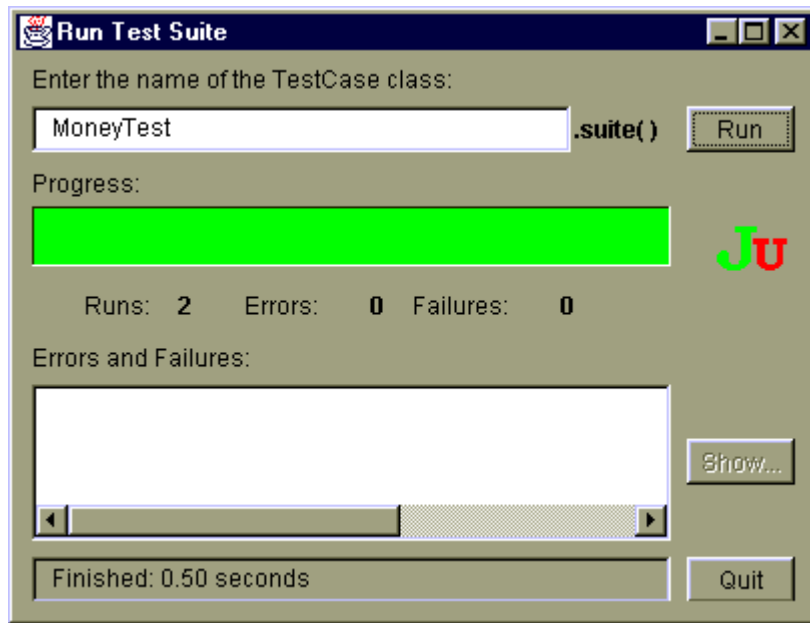 Run Test Suite
Enter the name of the TestCase class:
MoneyTest .suite( ) Run
Progress:
JU
Runs: 2 Errors: 0 Failures: 0
Errors and Failures:
Show...
Finished: 0.50 seconds Quit